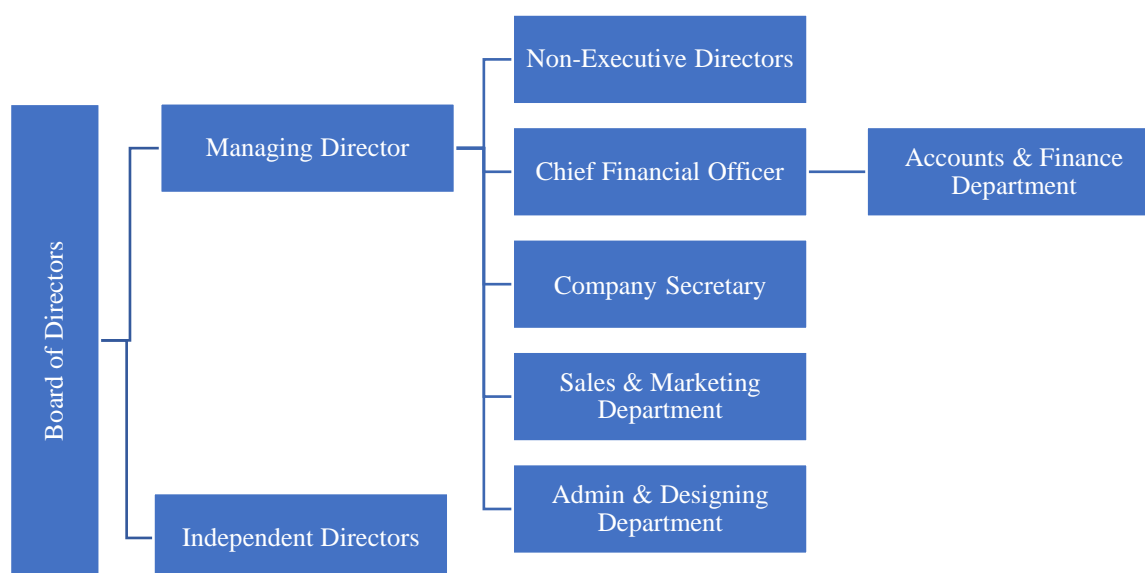 Board of Directors
Managing Director
Independent Directors
Non-Executive Directors
Chief Financial Officer
Company Secretary
Sales & Marketing
Department
Admin & Designing
Department
Accounts & Finance
Department